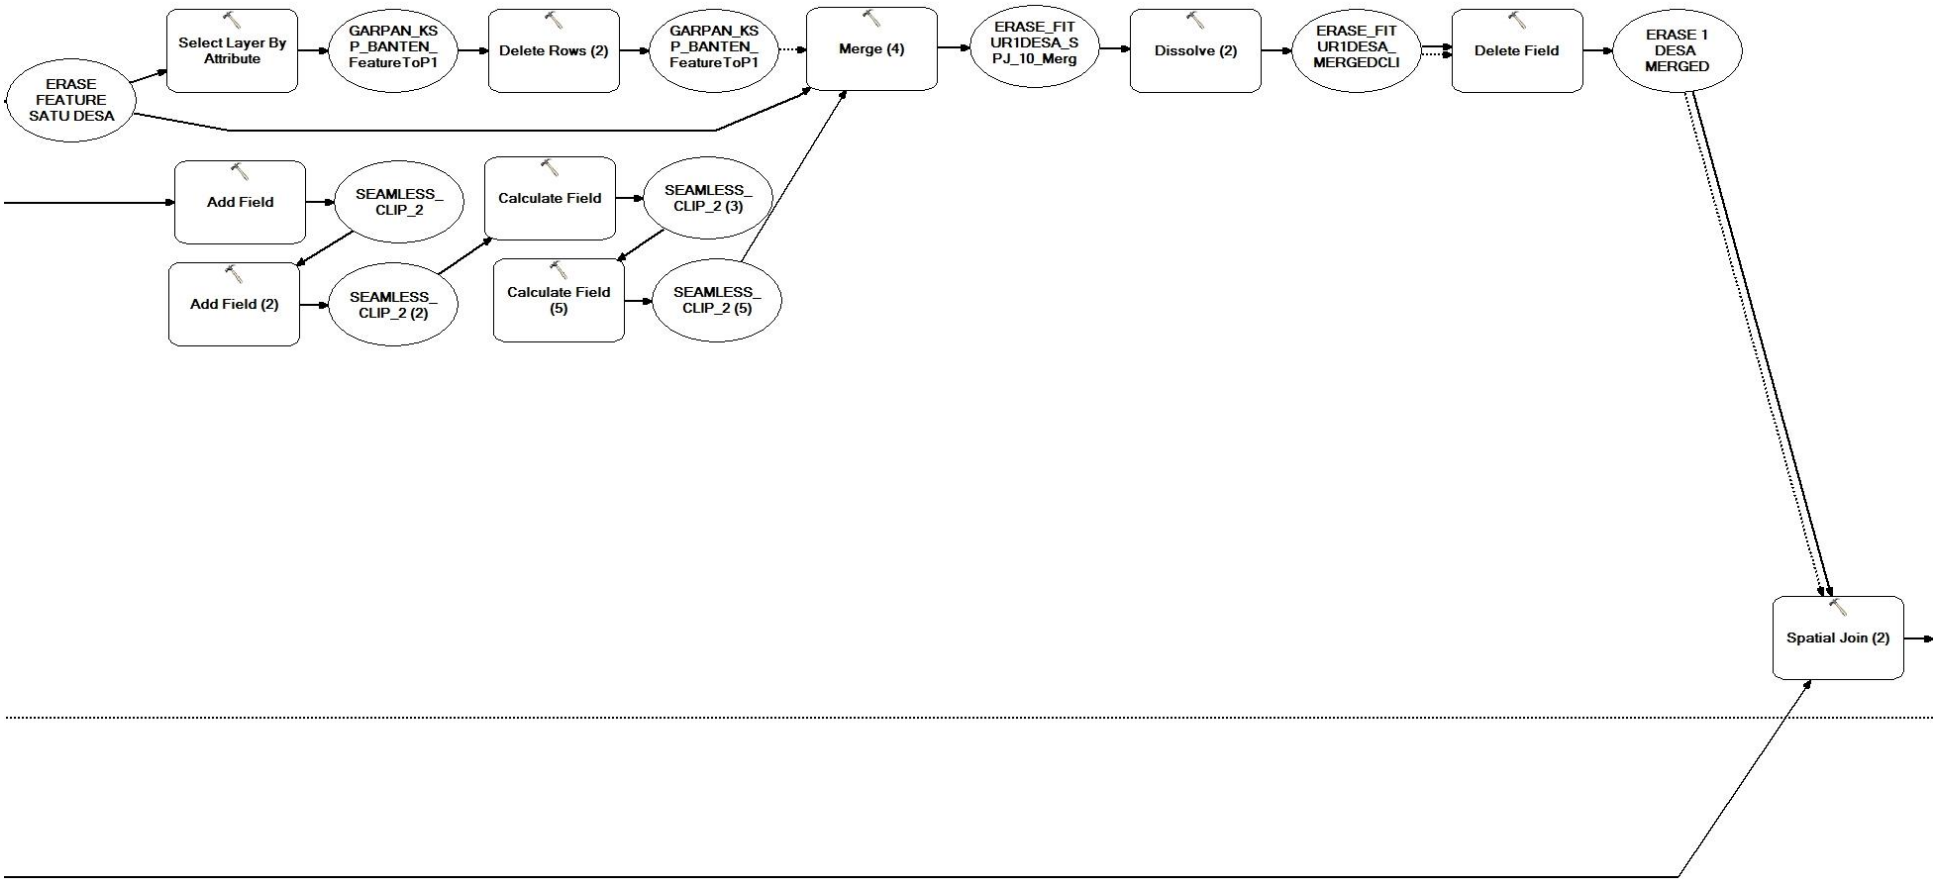 ERASE
FEATURE
SATU DESA
Select Layer By
Attribute
GARPAN_KS
P_BANTEN_
FeatureToP1
Delete Rows (2)
GARPAN_KS
P_BANTEN_
FeatureToP1
Merge (4)
ERASE_FIT
UR1DESA_S
PJ_10_Merg
Dissolve (2)
ERASE_FIT
UR1DESA_
MERGEDCLI
Delete Field
ERASE 1
DESA
MERGED
Add Field
SEAMLESS_
CLIP_2
Calculate Field
SEAMLESS_
CLIP_2 (3)
Add Field (2)
SEAMLESS_
CLIP_2 (2)
Calculate Field
(5)
SEAMLESS_
CLIP_2 (5)
Spatial Join (2)